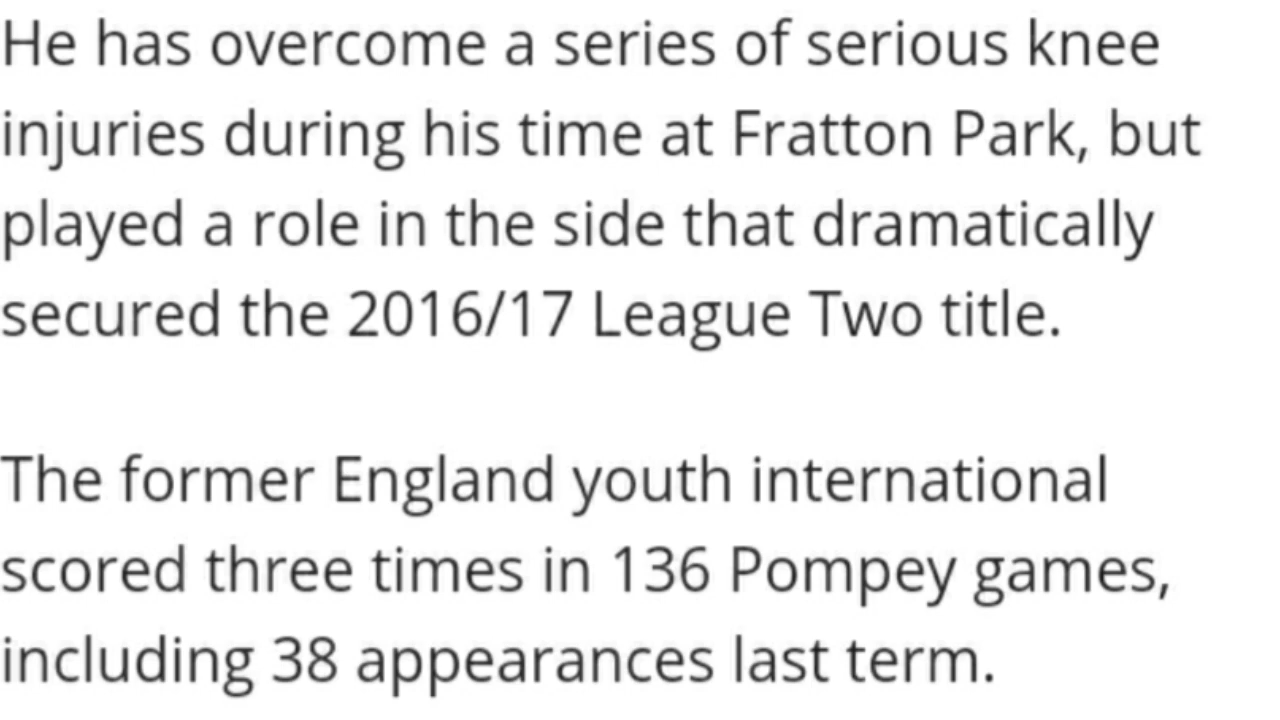 He has overcome a series of serious knee
injuries during his time at Fratton Park, but
played a role in the side that dramatically
secured the 2016/17 League Two title.
The former England youth international
scored three times in 136 Pompey games,
including 38 appearances last term.